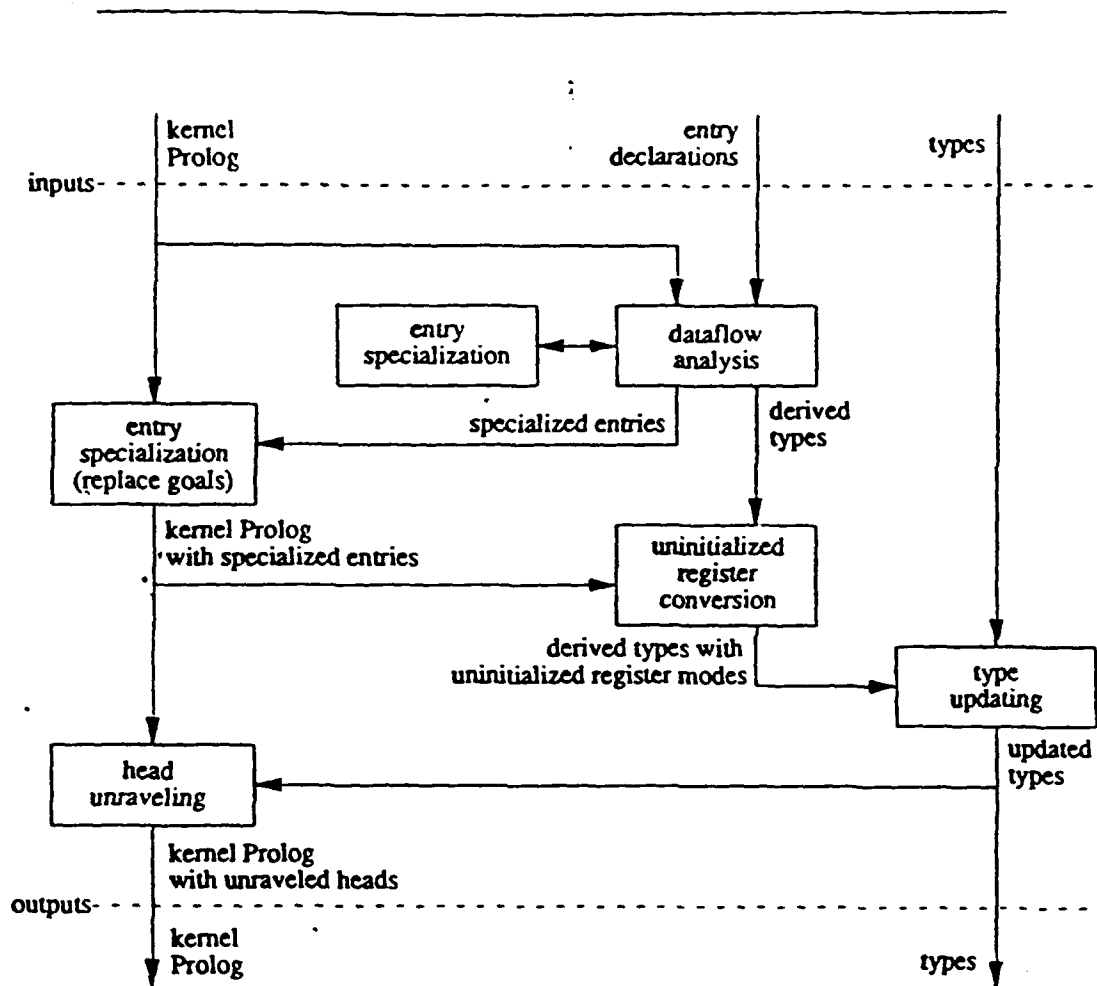 kernel
Prolog
entry
declarations
types
inputs
entry
specialization
dataflow
analysis
specialized entries
derived
types
entry
specialization
(replace goals)
kernel Prolog
with specialized entries
uninitialized
register
conversion
derived types with
uninitialized register modes
type
updating
updated
types
head
unraveling
kernel Prolog
with unraveled heads
outputs
kernel
Prolog
types